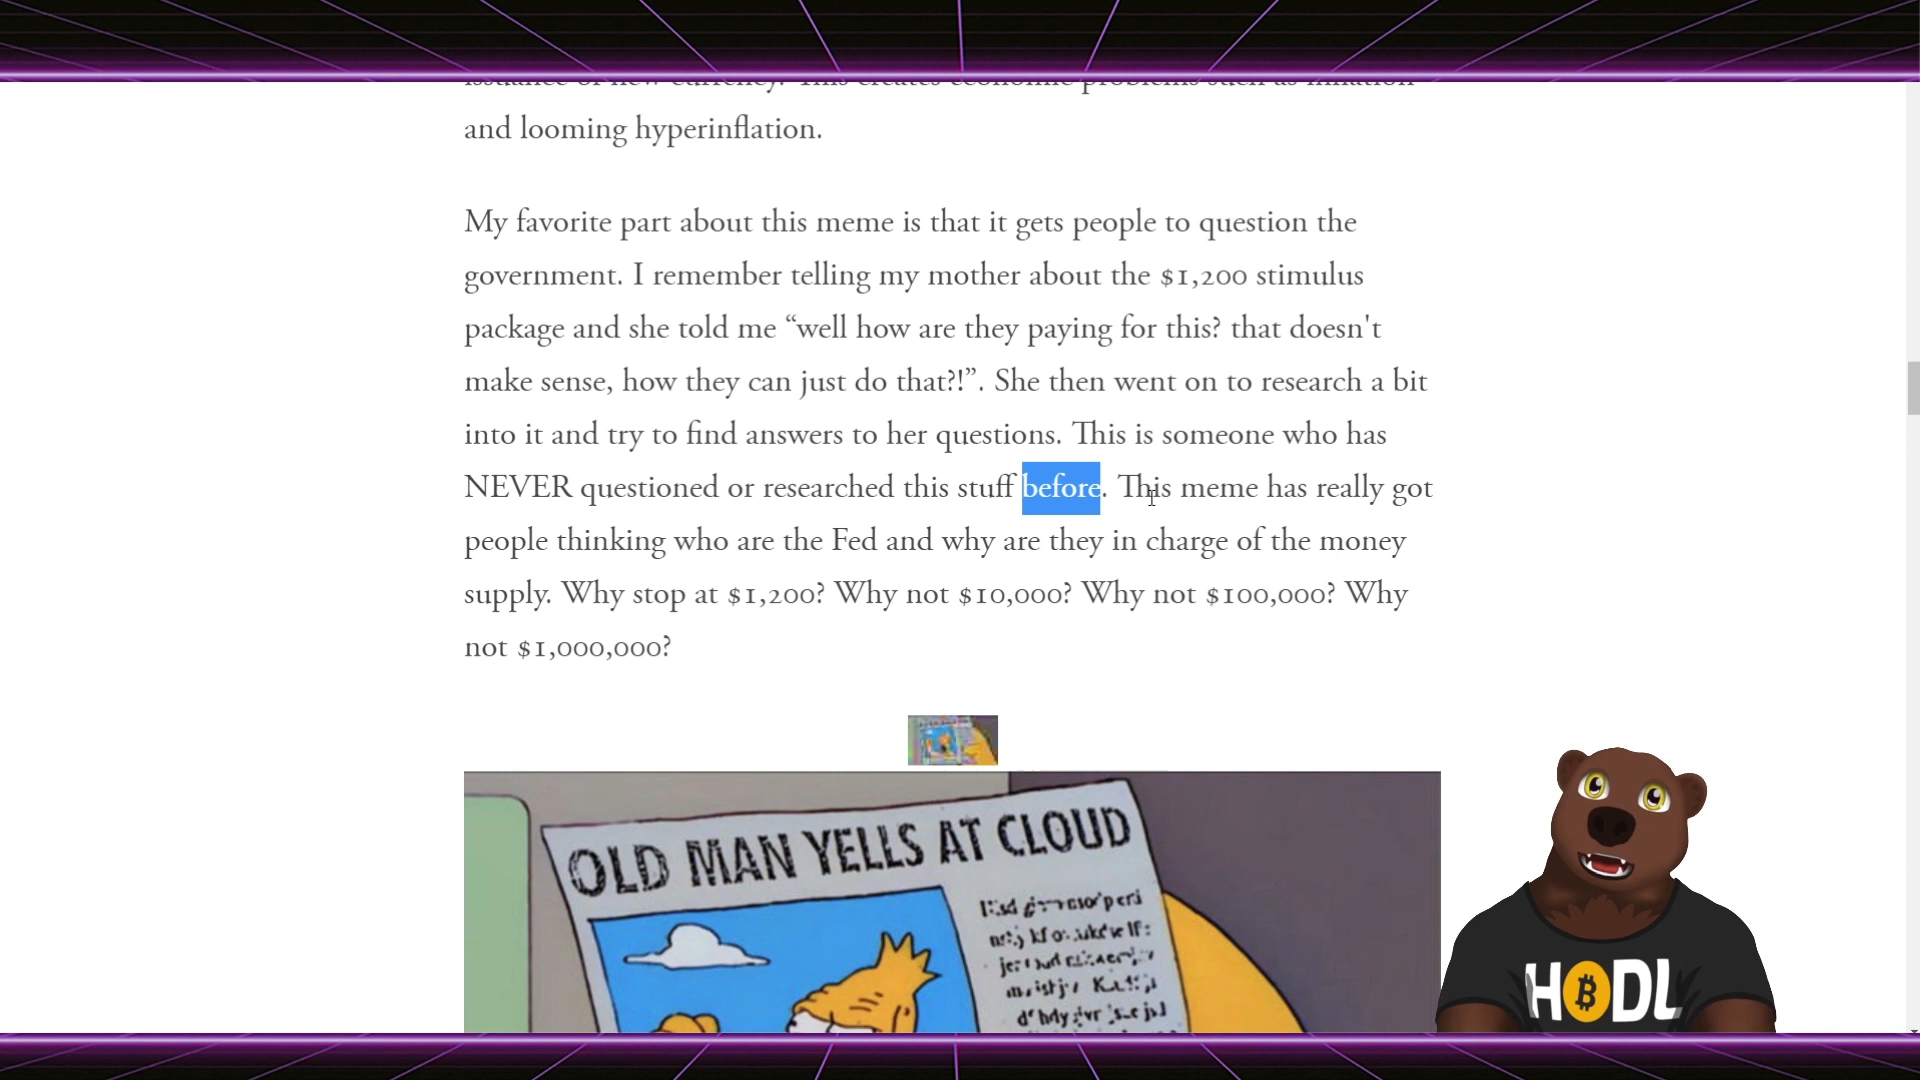 and looming hyperinflation.
My favorite part about this meme is that it gets people to question the
government. I remember telling my mother about the $1,200 stimulus
package and she told me “well how are they paying for this? that doesn't
make sense, how they can just do that?!”. She then went on to research a bit
into it and try to find answers to her questions. This is someone who has
NEVER questioned or researched this stuff before. This meme has really got
people thinking who are the Fed and why are they in charge of the money
supply. Why stop at $1,200? Why not $10,000? Why not $100,000? Why
not $1,000,000?
OLD MAN YELLS AT CLOUD
HODL